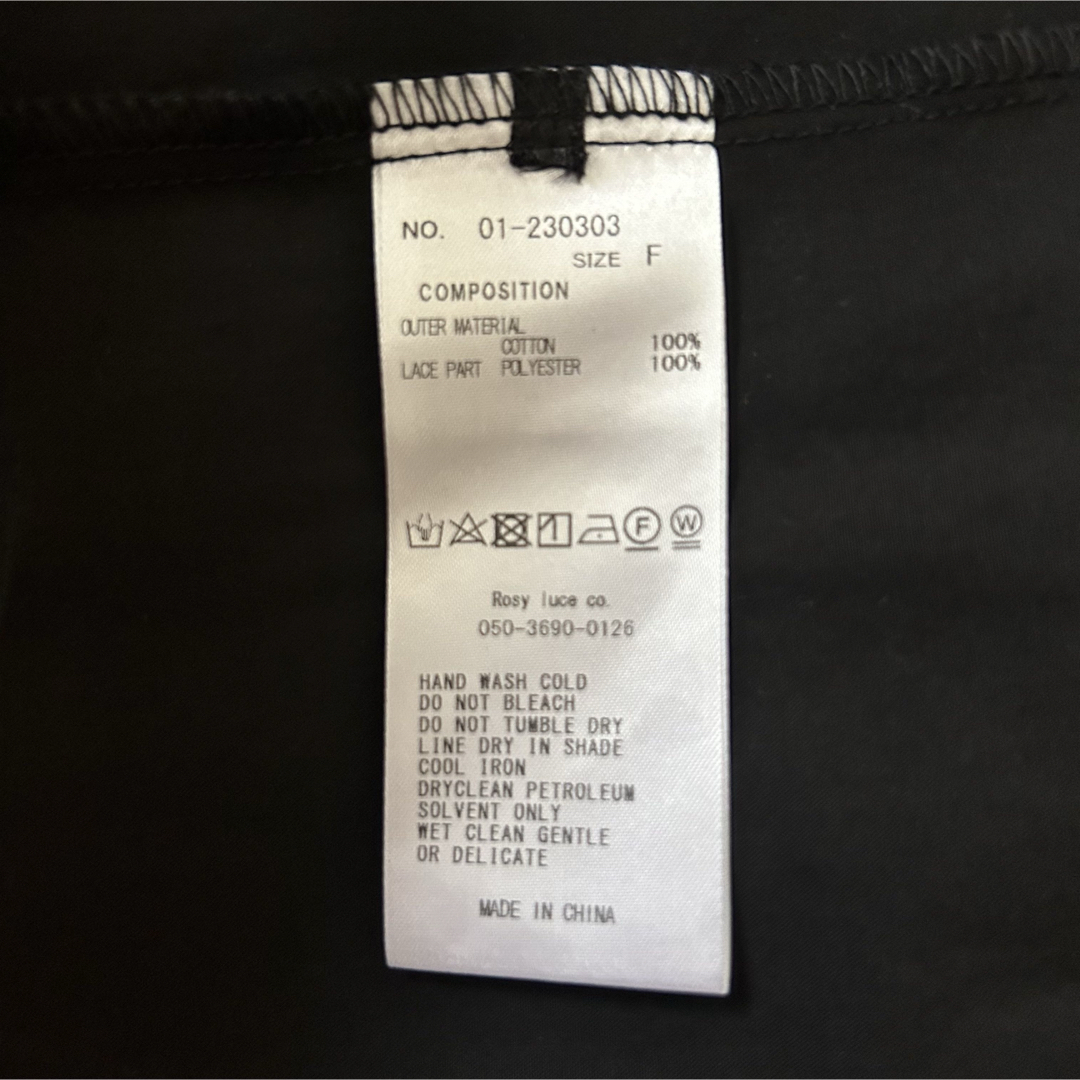 NO. 01-230303
SIZE F
COMPOSITION
OUTER MATERIAL
COTTON 100%
LACE PART POLYESTER 100%
F W
Rosy luce co.
050-3690-0126
HAND WASH COLD
DO NOT BLEACH
DO NOT TUMBLE DRY
LINE DRY IN SHADE
COOL IRON
DRYCLEAN PETROLEUM
SOLVENT ONLY
WET CLEAN GENTLE
OR DELICATE
MADE IN CHINA